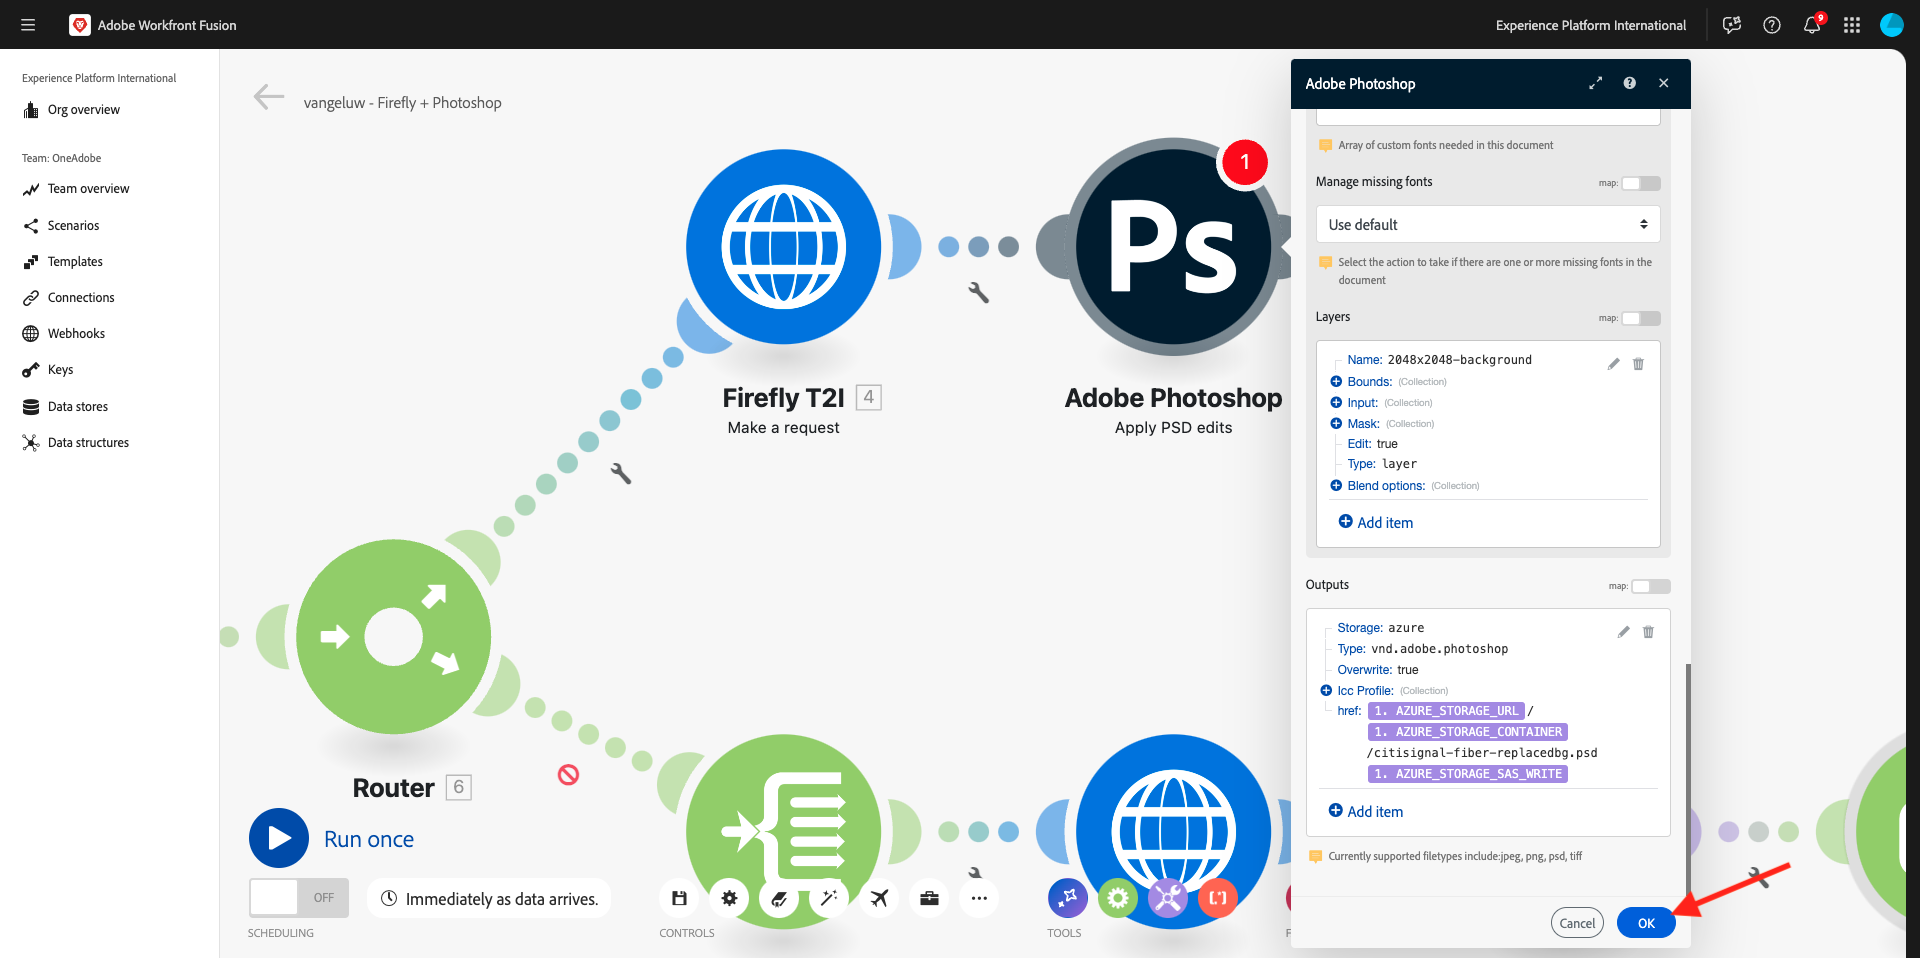 Adobe Workfront Fusion
Experience Platform International
9
Experience Platform International
Org overview
Team: OneAdobe
Team overview
Scenarios
Templates
Connections
Webhooks
Keys
Data stores
Data structures
vangeluw - Firefly + Photoshop
Firefly T2I 4
Make a request
Ps
1
Adobe Photoshop
Apply PSD edits
Router 6
Run once
OFF
Immediately as data arrives.
SCHEDULING
CONTROLS
TOOLS
Adobe Photoshop
Array of custom fonts needed in this document
Manage missing fonts
map:
Use default
Select the action to take if there are one or more missing fonts in the
document
Layers
map:
Name: 2048x2048-background
Bounds: (Collection)
Input: (Collection)
Mask: (Collection)
Edit: true
Type: layer
Blend options: (Collection)
Add item
Outputs
map:
Storage: azure
Type: vnd.adobe.photoshop
Overwrite: true
Icc Profile: (Collection)
href: 1. AZURE_STORAGE_URL /
1. AZURE_STORAGE_CONTAINER
/citisignal-fiber-replacedbg.psd
1. AZURE_STORAGE_SAS_WRITE
Add item
Currently supported filetypes include:jpeg, png, psd, tiff
Cancel
OK